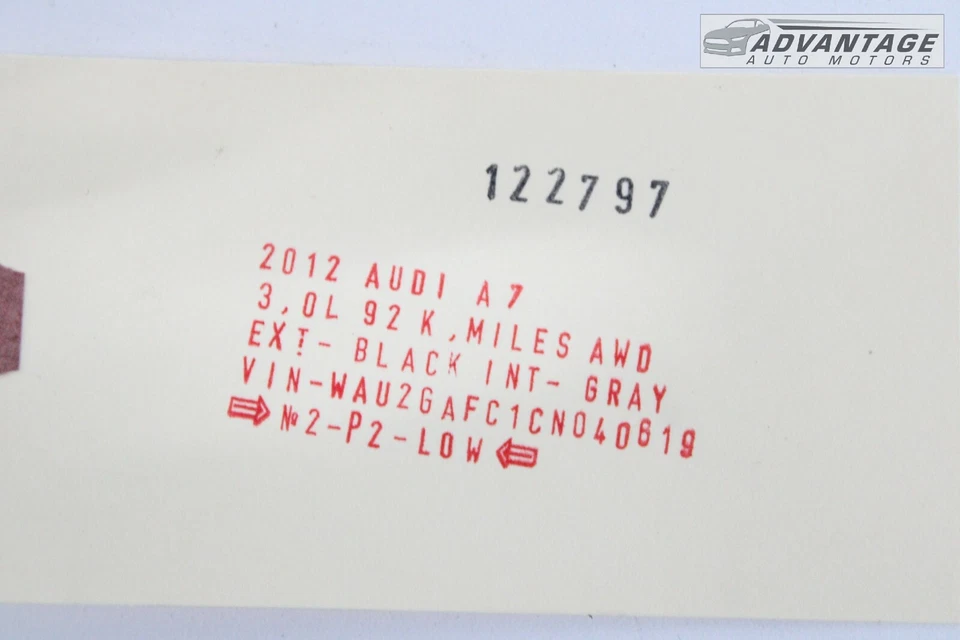 ADVANTAGE
AUTO MOTORS
122797
2012 AUDI A7
3,0L 92 K,MILES AWD
EXT- BLACK INT- GRAY
VIN-WAU2GAFC1CN040619
⇒ №2-P2-LOW ⇐